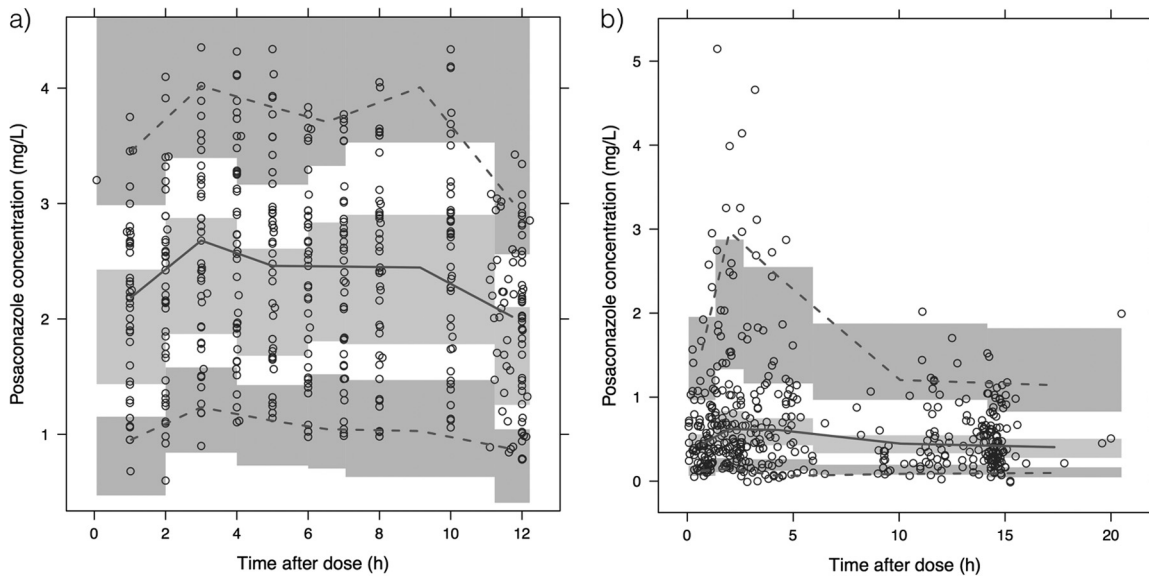 a)
Posaconazole concentration (mg/L)
4
3
2
1
0 2 4 6 8 10 12
Time after dose (h)
b)
Posaconazole concentration (mg/L)
5
4
3
2
1
0
0 5 10 15 20
Time after dose (h)